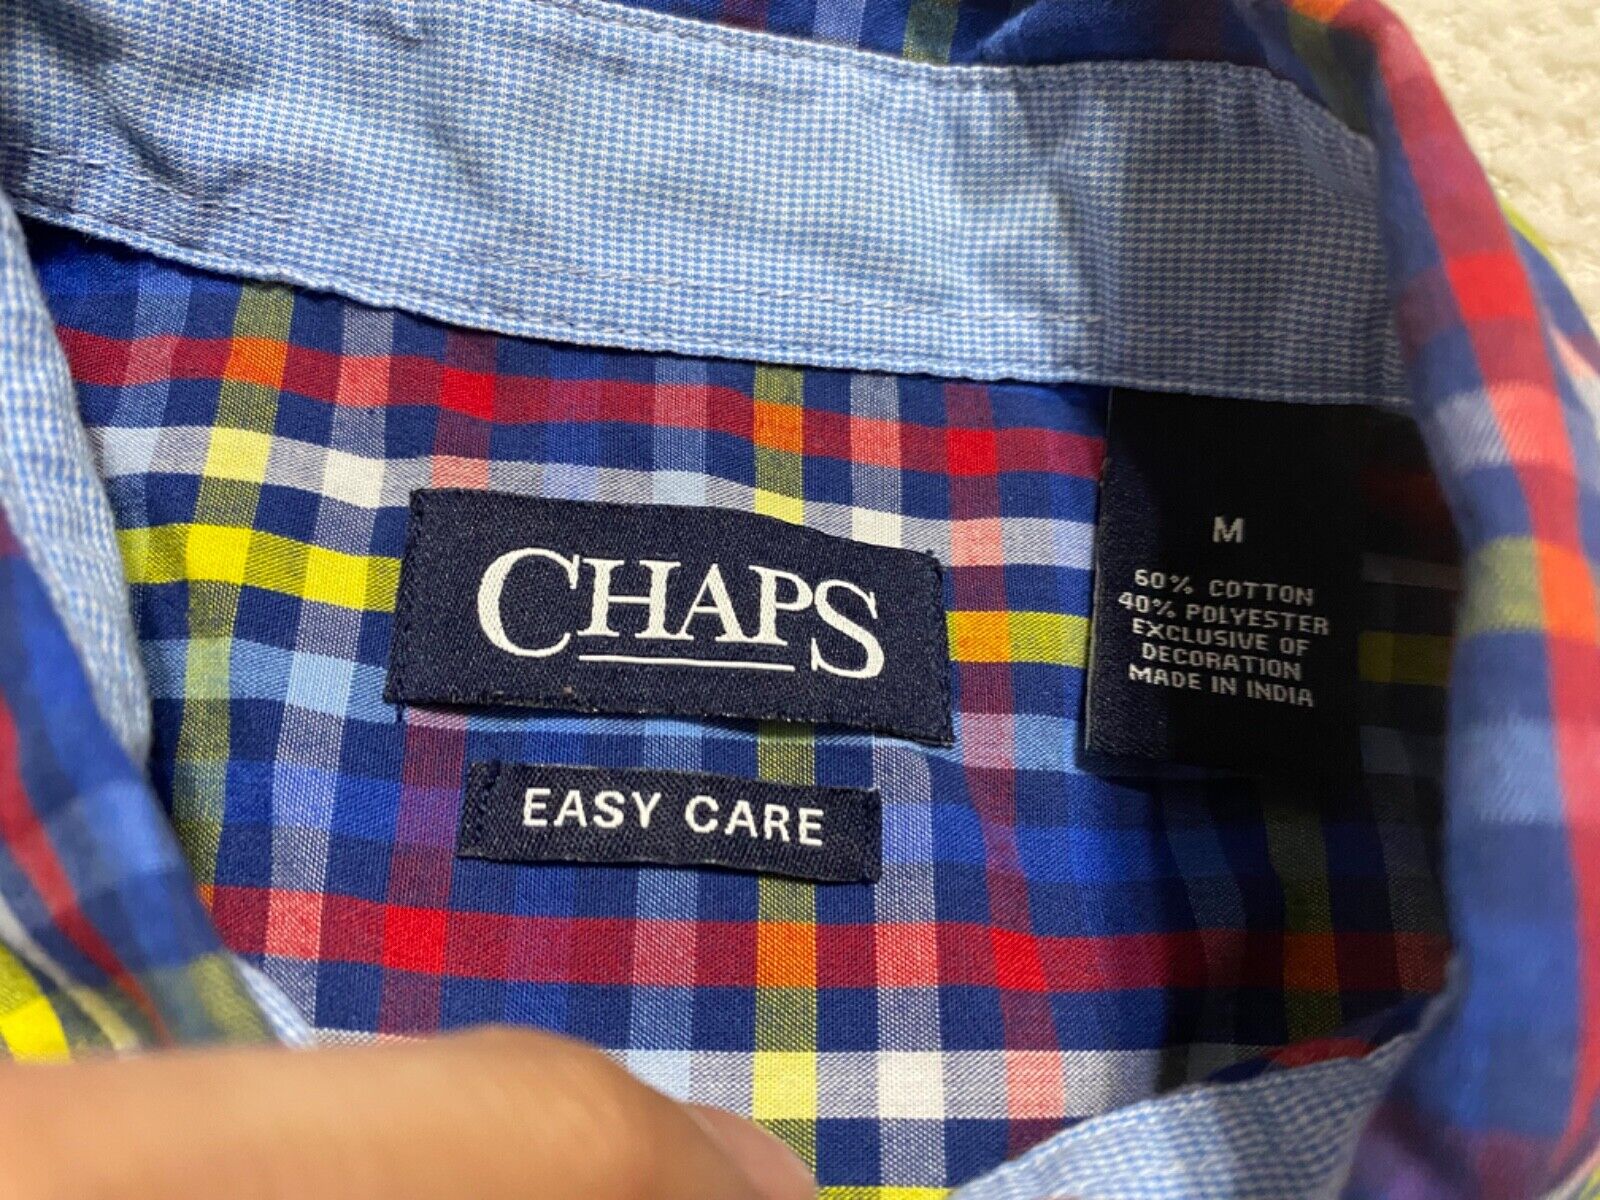 CHAPS
EASY CARE
M
60% COTTON
40% POLYESTER
EXCLUSIVE OF
DECORATION
MADE IN INDIA